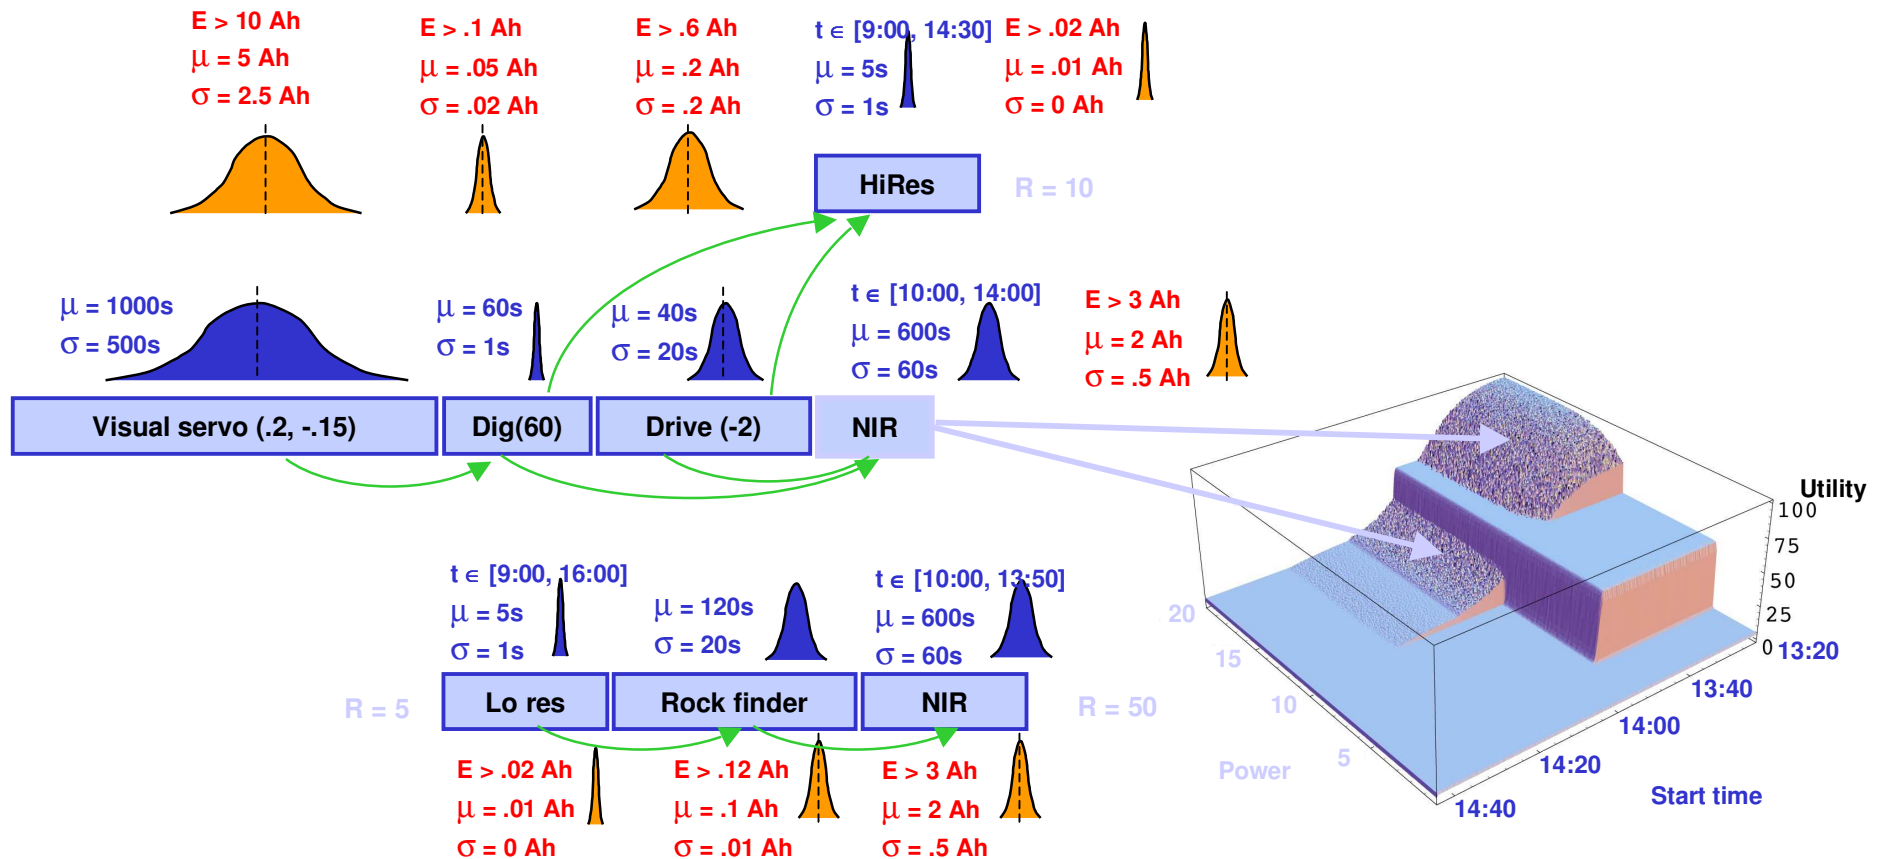 E > 10 Ah
μ = 5 Ah
σ = 2.5 Ah
E > .1 Ah
μ = .05 Ah
σ = .02 Ah
E > .6 Ah
μ = .2 Ah
σ = .2 Ah
t ∈ [9:00, 14:30]
μ = 5s
σ = 1s
E > .02 Ah
μ = .01 Ah
σ = 0 Ah
HiRes
R = 10
μ = 1000s
σ = 500s
μ = 60s
σ = 1s
μ = 40s
σ = 20s
t ∈ [10:00, 14:00]
μ = 600s
σ = 60s
E > 3 Ah
μ = 2 Ah
σ = .5 Ah
Visual servo (.2, -.15)
Dig(60)
Drive (-2)
NIR
t ∈ [9:00, 16:00]
μ = 5s
σ = 1s
μ = 120s
σ = 20s
t ∈ [10:00, 13:50]
μ = 600s
σ = 60s
R = 5
Lo res
Rock finder
NIR
R = 50
E > .02 Ah
μ = .01 Ah
σ = 0 Ah
E > .12 Ah
μ = .1 Ah
σ = .01 Ah
E > 3 Ah
μ = 2 Ah
σ = .5 Ah
Utility
100
75
50
25
0
20
15
10
5
Power
13:20
13:40
14:00
14:20
14:40
Start time